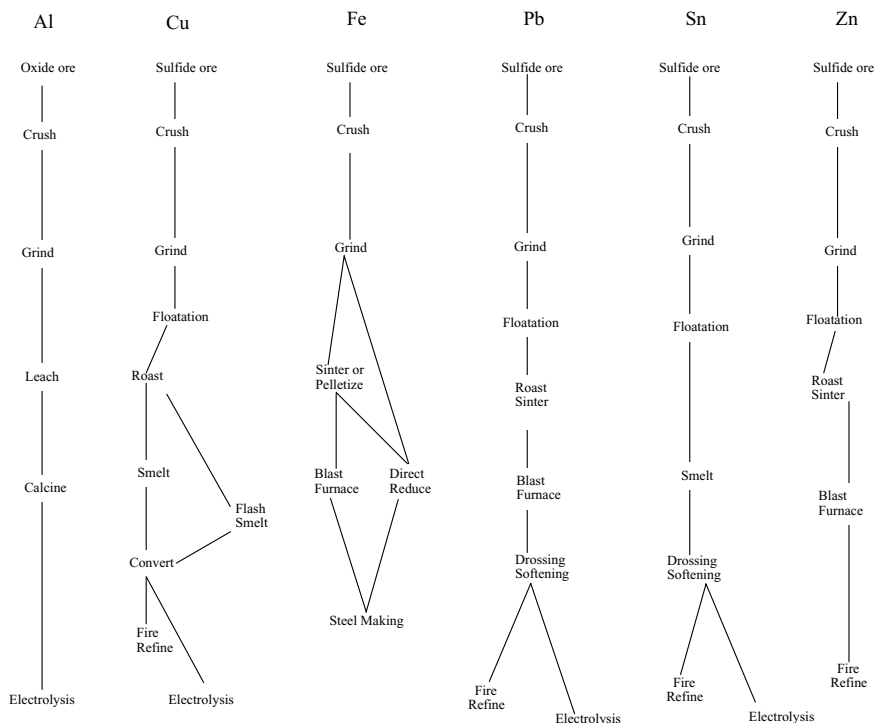 Al
Oxide ore
Crush
Grind
Leach
Calcine
Electrolysis
Cu
Sulfide ore
Crush
Grind
Floatation
Roast
Smelt
Flash
Smelt
Convert
Fire
Refine
Electrolysis
Fe
Sulfide ore
Crush
Grind
Sinter or
Pelletize
Blast
Furnace
Direct
Reduce
Steel Making
Pb
Sulfide ore
Crush
Grind
Floatation
Roast
Sinter
Blast
Furnace
Drossing
Softening
Fire
Refine
Electrolysis
Sn
Sulfide ore
Crush
Grind
Floatation
Smelt
Drossing
Softening
Fire
Refine
Electrolysis
Zn
Sulfide ore
Crush
Grind
Floatation
Roast
Sinter
Blast
Furnace
Fire
Refine